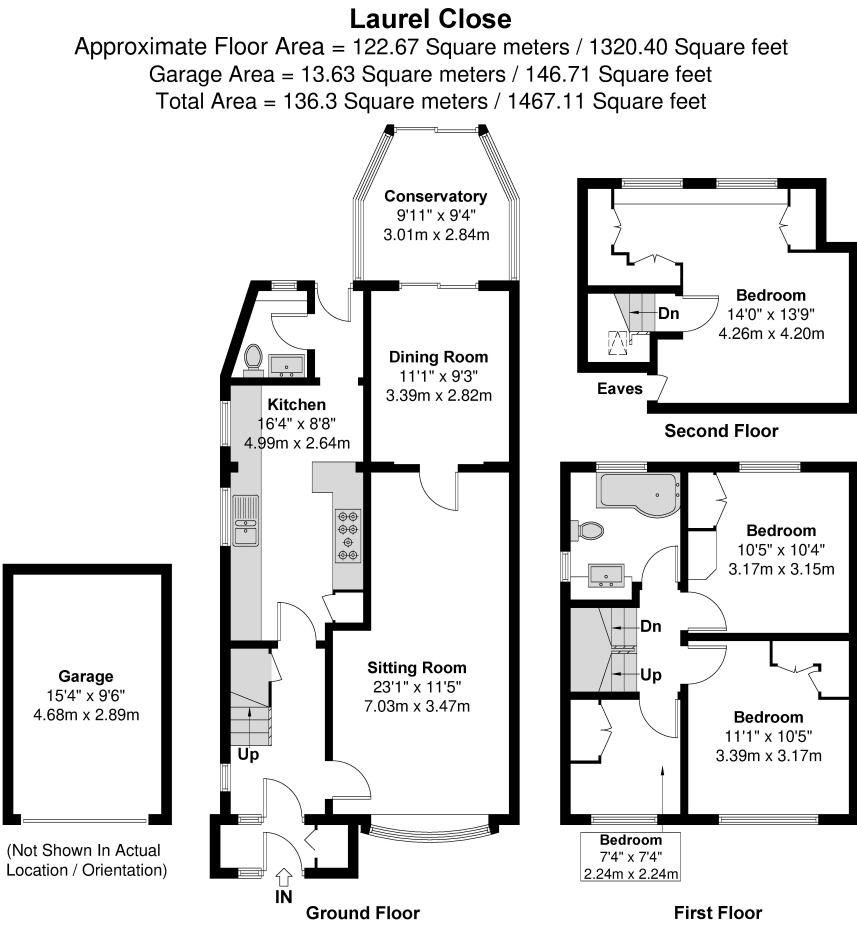 Laurel Close
Approximate Floor Area = 122.67 Square meters / 1320.40 Square feet
Garage Area = 13.63 Square meters / 146.71 Square feet
Total Area = 136.3 Square meters / 1467.11 Square feet
Conservatory
9'11" x 9'4"
3.01m x 2.84m
Dining Room
11'1" x 9'3"
3.39m x 2.82m
Kitchen
16'4" x 8'8"
4.99m x 2.64m
Sitting Room
23'1" x 11'5"
7.03m x 3.47m
Up
IN
Ground Floor
Garage
15'4" x 9'6"
4.68m x 2.89m
(Not Shown In Actual
Location / Orientation)
Bedroom
14'0" x 13'9"
4.26m x 4.20m
Dn
Eaves
Second Floor
Bedroom
10'5" x 10'4"
3.17m x 3.15m
Dn
Up
Bedroom
11'1" x 10'5"
3.39m x 3.17m
Bedroom
7'4" x 7'4"
2.24m x 2.24m
First Floor